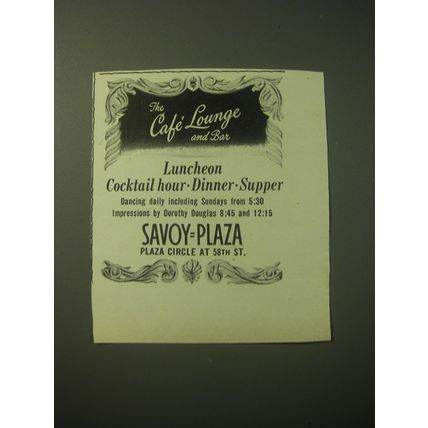 The
Café Lounge
and Bar
Luncheon
Cocktail hour·Dinner·Supper
Dancing daily including Sundays from 5:30
Impressions by Dorothy Douglas 8:45 and 12:15
SAVOY=PLAZA
PLAZA CIRCLE AT 58TH ST.